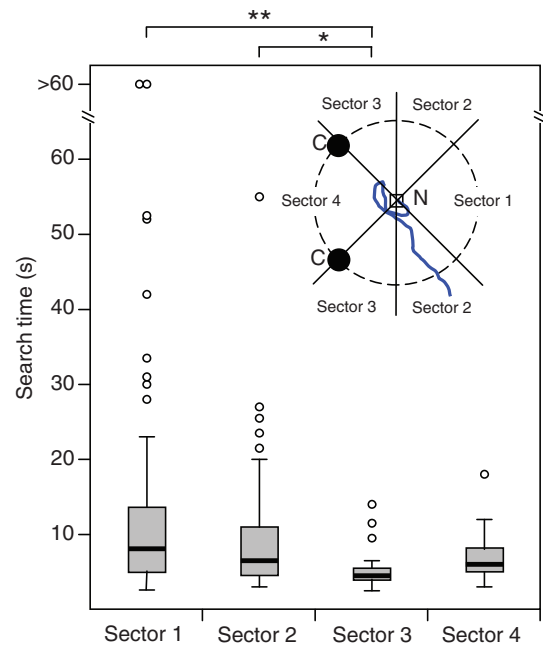 **
*
>60
60
50
40
30
20
10
Search time (s)
Sector 3 Sector 2
C
N
Sector 4 Sector 1
C
Sector 3 Sector 2
Sector 1 Sector 2 Sector 3 Sector 4